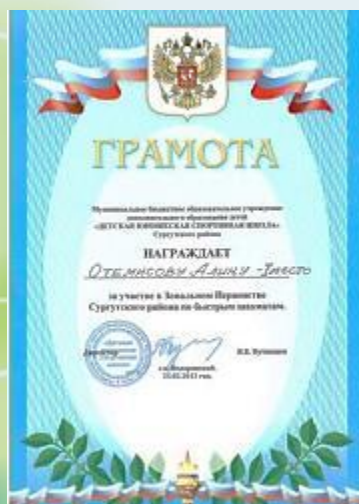 ГРАМОТА
Муниципальное бюджетное образовательное учреждение
дополнительного образования детей
«ДЕТСКАЯ ЮНОШЕСКАЯ СПОРТИВНАЯ ШКОЛА»
Сургутского района
НАГРАЖДАЕТ
ОТЕМИСОВУ АЛИНУ - место
за участие в Зональном Первенстве
Сургутского района по быстрым шахматам.
Директор